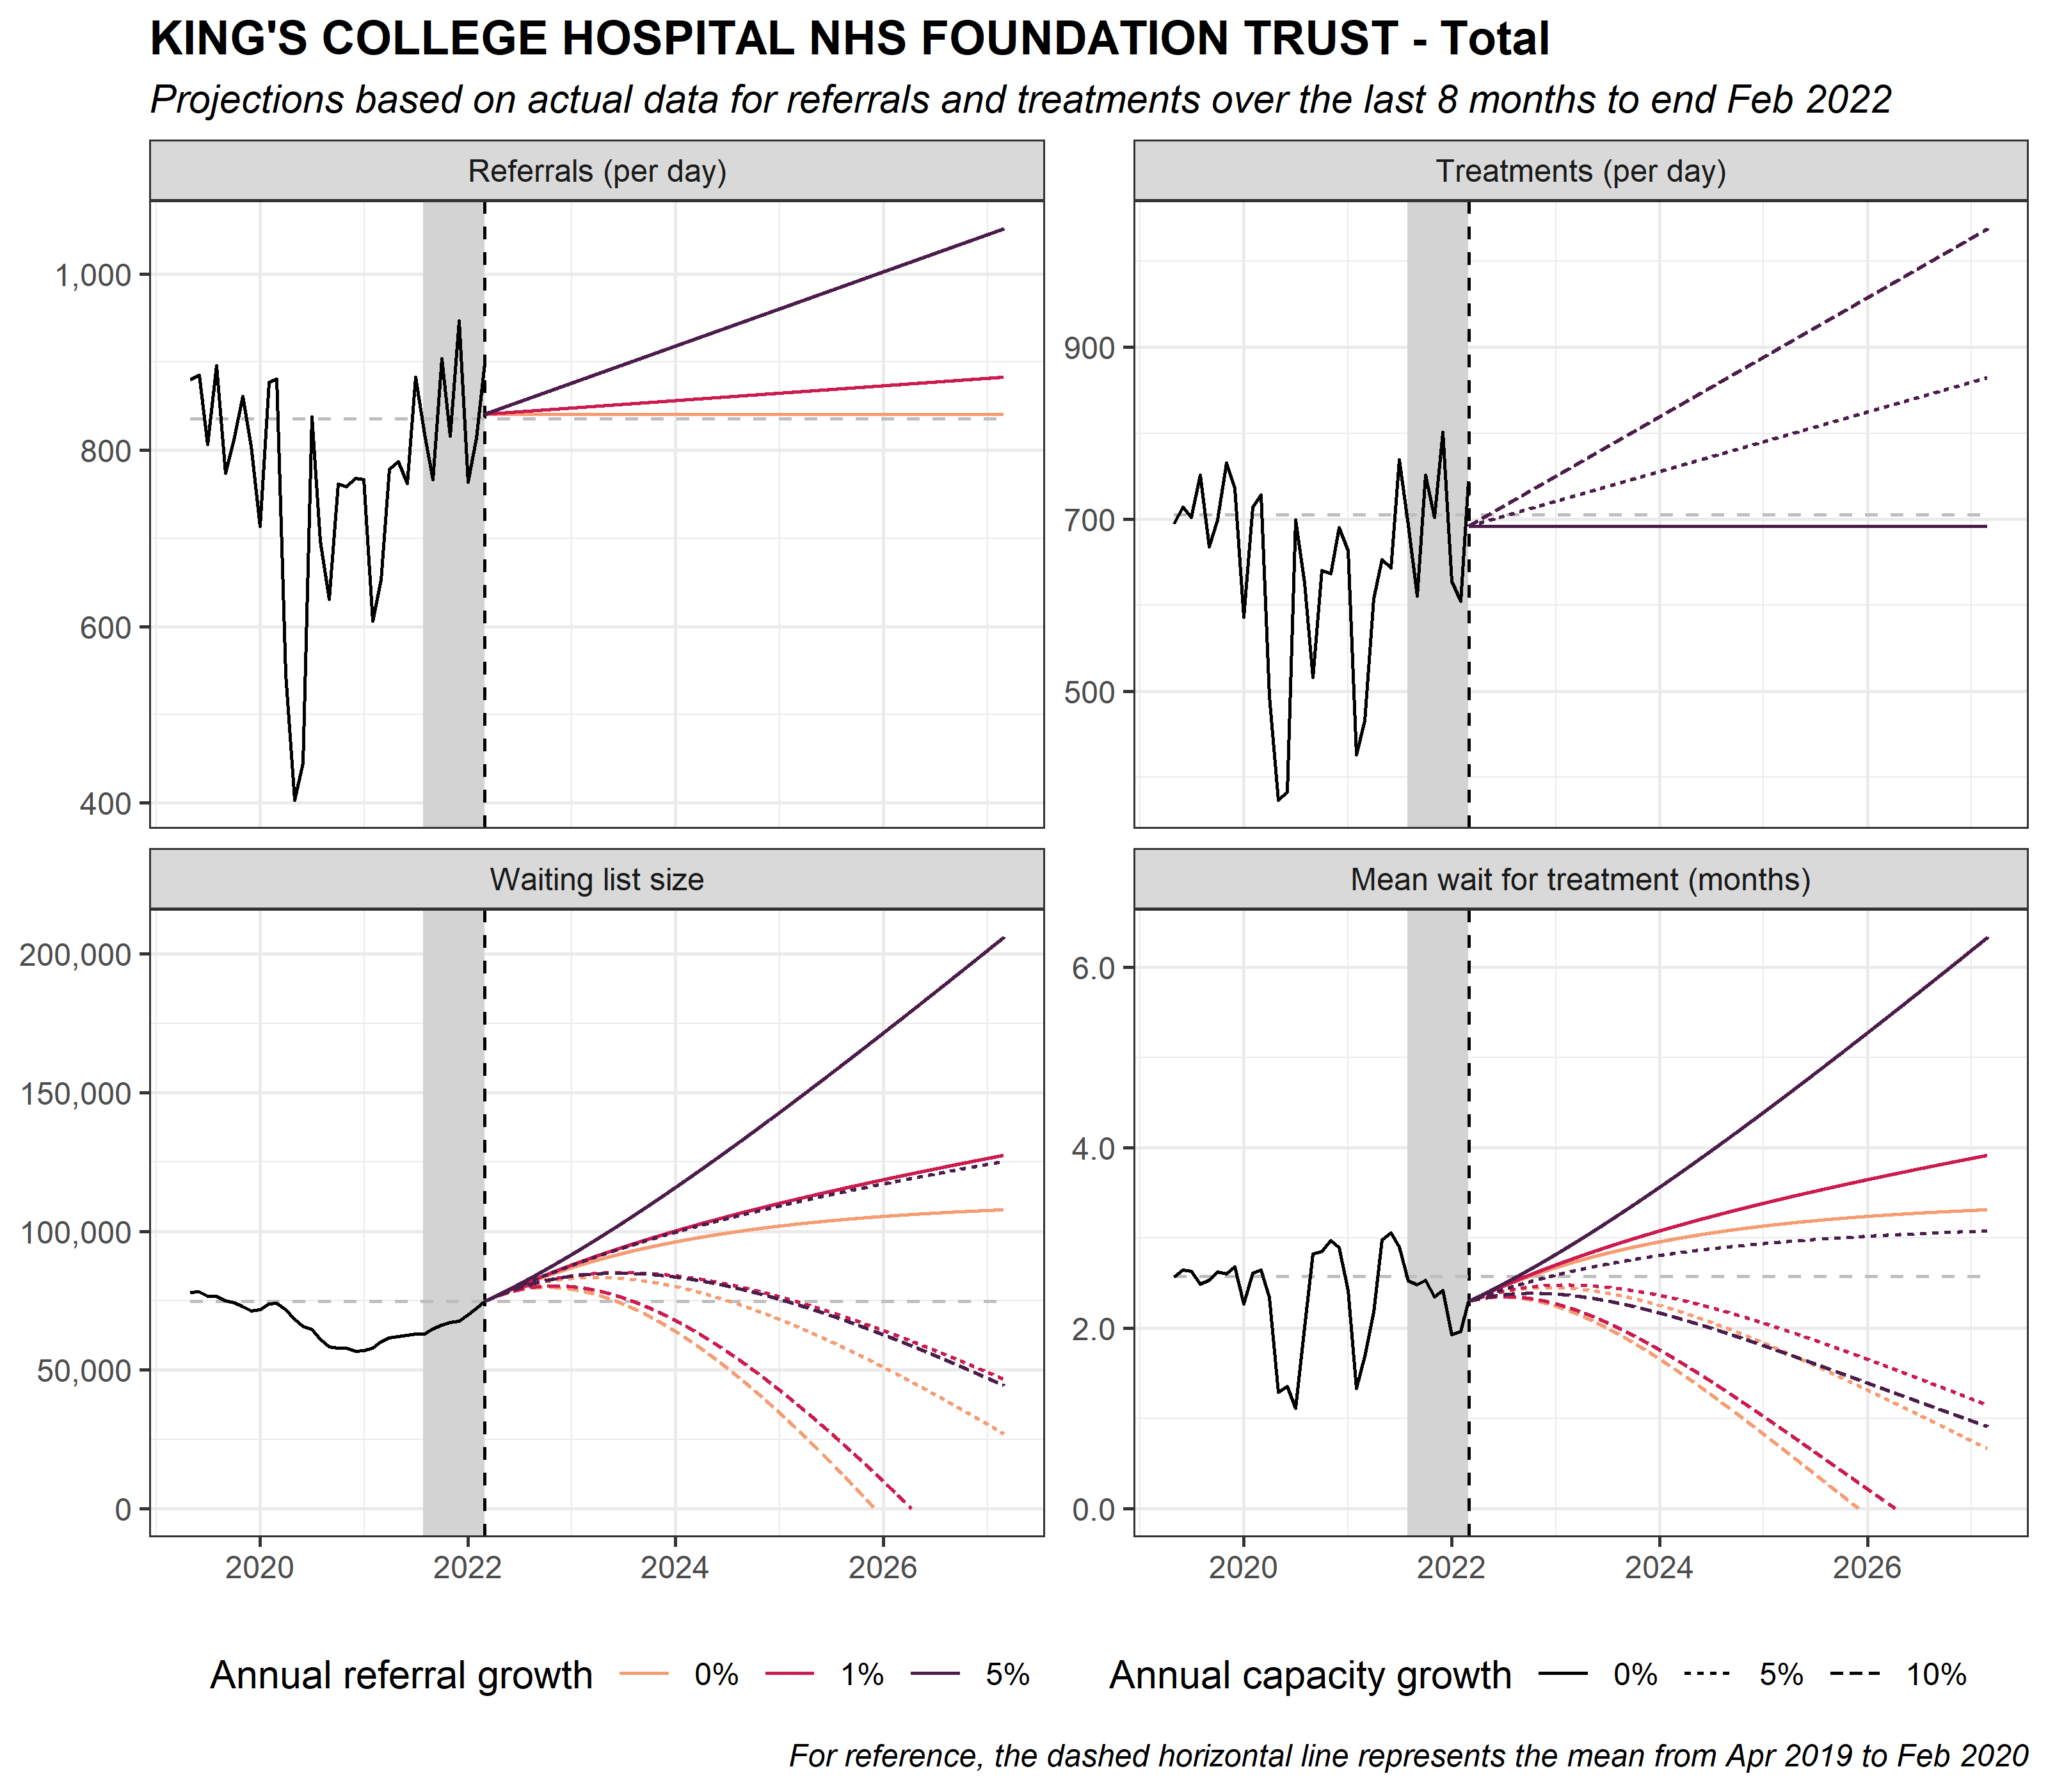 KING'S COLLEGE HOSPITAL NHS FOUNDATION TRUST - Total
Projections based on actual data for referrals and treatments over the last 8 months to end Feb 2022
Referrals (per day)
1,000
800
600
400
Treatments (per day)
900
700
500
Waiting list size
200,000
150,000
100,000
50,000
0
2020 2022 2024 2026
Mean wait for treatment (months)
6.0
4.0
2.0
0.0
2020 2022 2024 2026
Annual referral growth 0% 1% 5%
Annual capacity growth 0% 5% 10%
For reference, the dashed horizontal line represents the mean from Apr 2019 to Feb 2020